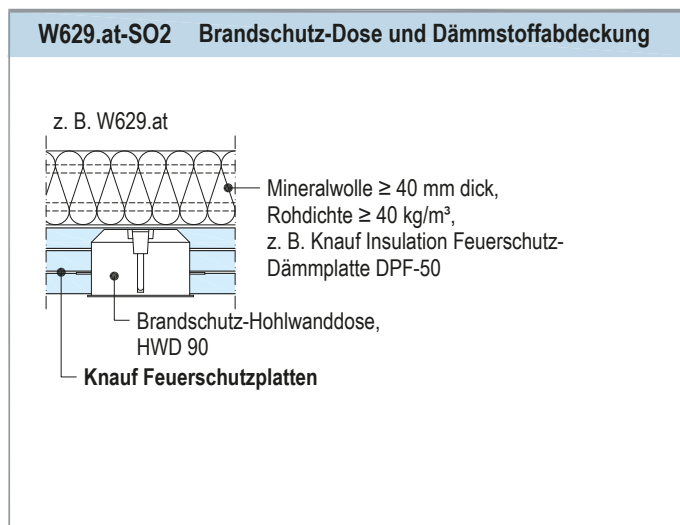 W629.at-SO2 Brandschutz-Dose und Dämmstoffabdeckung
z. B. W629.at
Mineralwolle ≥ 40 mm dick,
Rohdichte ≥ 40 kg/m³,
z. B. Knauf Insulation Feuerschutz-
Dämmplatte DPF-50
Brandschutz-Hohlwanddose,
HWD 90
Knauf Feuerschutzplatten